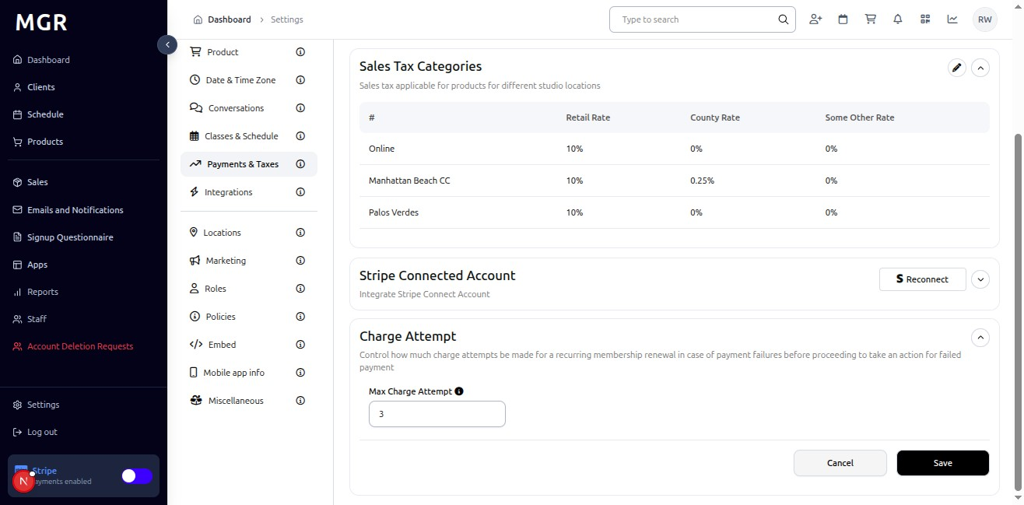 MGR
Dashboard
Clients
Schedule
Products
Sales
Emails and Notifications
Signup Questionnaire
Apps
Reports
Staff
Account Deletion Requests
Settings
Log out
Stripe
ayments enabled
N
Dashboard > Settings
Type to search
RW
Product
Date & Time Zone
Conversations
Classes & Schedule
Payments & Taxes
Integrations
Locations
Marketing
Roles
Policies
Embed
Mobile app info
Miscellaneous
Sales Tax Categories
Sales tax applicable for products for different studio locations
# Retail Rate County Rate Some Other Rate
Online 10% 0% 0%
Manhattan Beach CC 10% 0.25% 0%
Palos Verdes 10% 0% 0%
Stripe Connected Account
S Reconnect
Integrate Stripe Connect Account
Charge Attempt
Control how much charge attempts be made for a recurring membership renewal in case of payment failures before proceeding to take an action for failed
payment
Max Charge Attempt
3
Cancel
Save